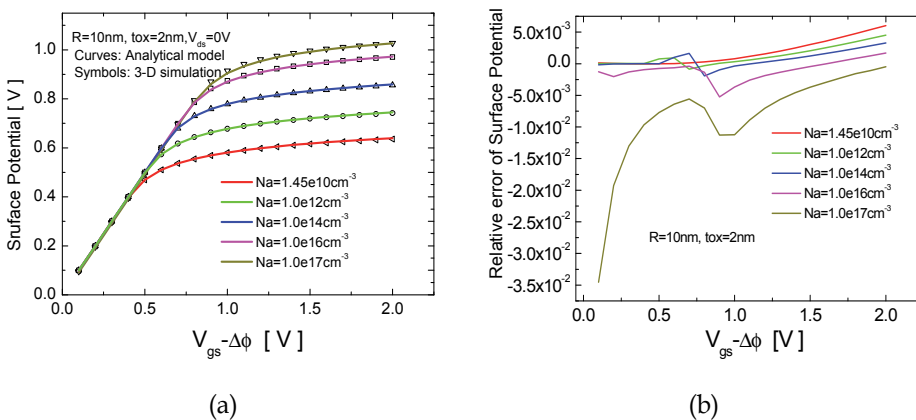 R=10nm, tox=2nm,V_ds=0V
Curves: Analytical model
Symbols: 3-D simulation
Sruface Potential [ V ]
1.0
0.8
0.6
0.4
0.2
0.0
Na=1.45e10cm⁻³
Na=1.0e12cm⁻³
Na=1.0e14cm⁻³
Na=1.0e16cm⁻³
Na=1.0e17cm⁻³
0.0 0.5 1.0 1.5 2.0
V_gs-Δϕ [ V ]
(a)
Relative error of Surface Potential
5.0x10⁻³
0.0
-5.0x10⁻³
-1.0x10⁻²
-1.5x10⁻²
-2.0x10⁻²
-2.5x10⁻²
-3.0x10⁻²
-3.5x10⁻²
Na=1.45e10cm⁻³
Na=1.0e12cm⁻³
Na=1.0e14cm⁻³
Na=1.0e16cm⁻³
Na=1.0e17cm⁻³
R=10nm, tox=2nm
0.0 0.5 1.0 1.5 2.0
V_gs-Δϕ [V]
(b)